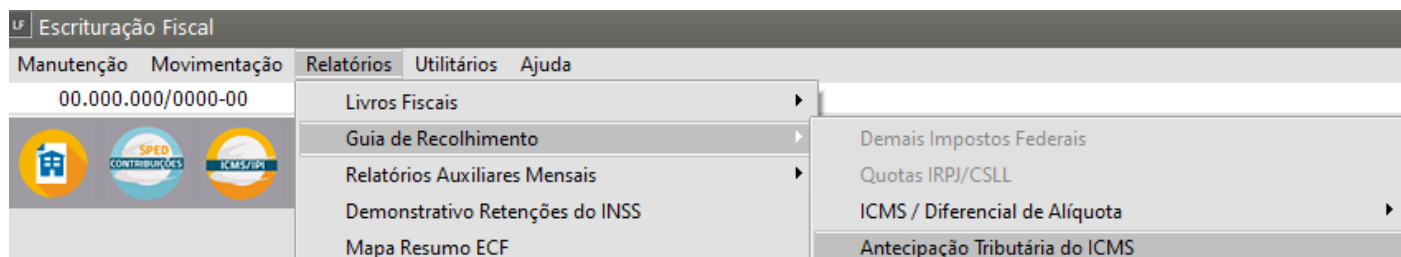 LF Escrituração Fiscal
Manutenção Movimentação Relatórios Utilitários Ajuda
00.000.000/0000-00
Livros Fiscais
Guia de Recolhimento
Relatórios Auxiliares Mensais
Demonstrativo Retenções do INSS
Mapa Resumo ECF
Demais Impostos Federais
Quotas IRPJ/CSLL
ICMS / Diferencial de Alíquota
Antecipação Tributária do ICMS
SPED
CONTRIBUIÇÕES
ICMS/IPI